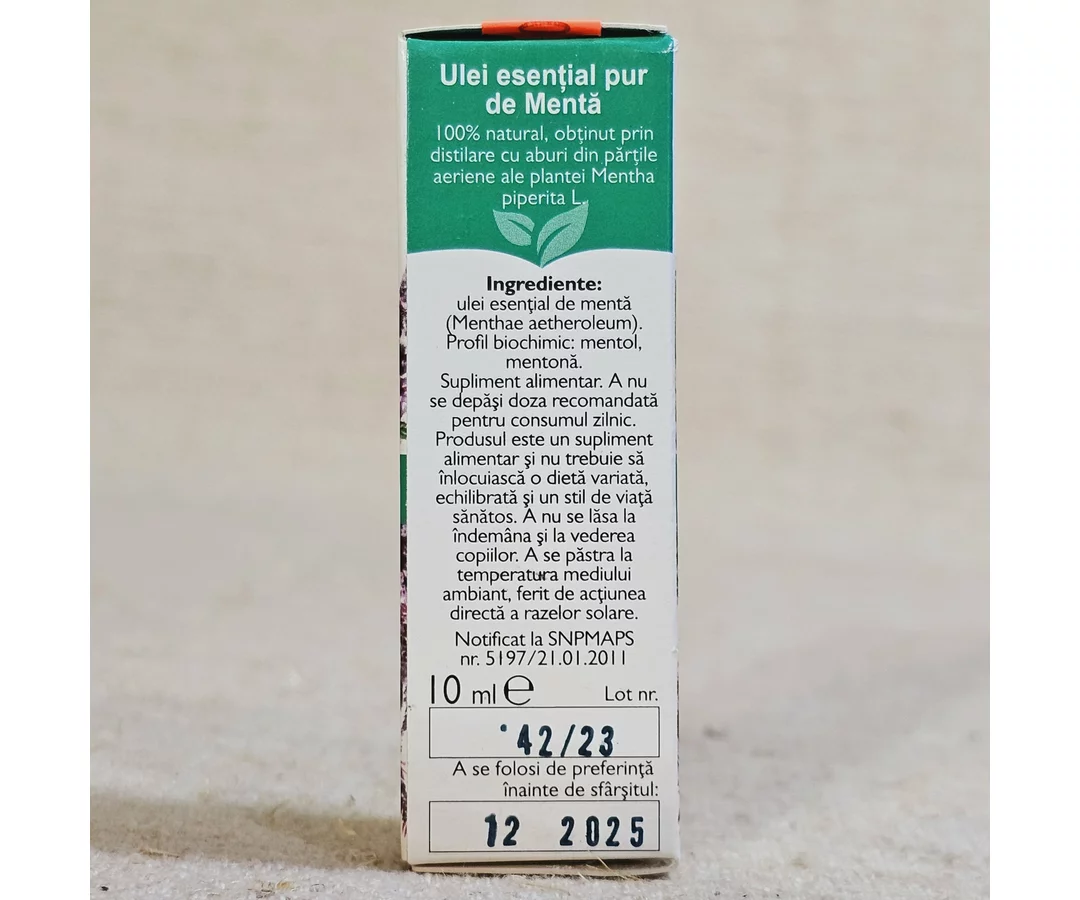 Ulei esențial pur
de Mentă
100% natural, obținut prin
distilare cu aburi din părțile
aeriene ale plantei Mentha
piperita L.
Ingrediente:
ulei esențial de mentă
(Menthae aetheroleum).
Profil biochimic: mentol,
mentonă.
Supliment alimentar. A nu
se depăși doza recomandată
pentru consumul zilnic.
Produsul este un supliment
alimentar și nu trebuie să
înlocuiască o dietă variată,
echilibrată și un stil de viață
sănătos. A nu se lăsa la
îndemâna și la vederea
copiilor. A se păstra la
temperatura mediului
ambiant, ferit de acțiunea
directă a razelor solare.
Notificat la SNPMAPS
nr. 5197/21.01.2011
10 ml ℮ Lot nr.
42/23
A se folosi de preferință
înainte de sfârșitul:
12 2025